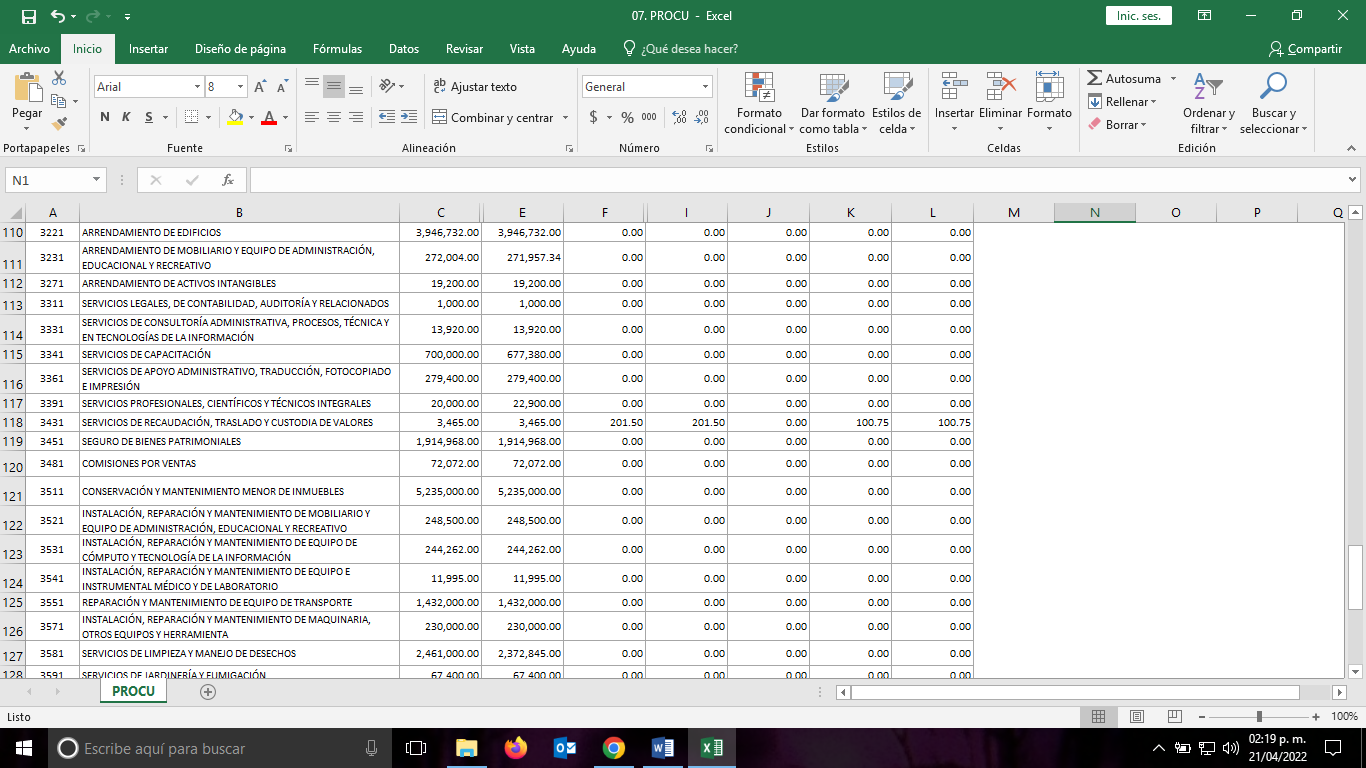 07. PROCU - Excel
Inic. ses.
Archivo Inicio Insertar Diseño de página Fórmulas Datos Revisar Vista Ayuda ¿Qué desea hacer? Compartir
Pegar
Arial 8
N K S
Ajustar texto
Combinar y centrar
General
$ % 000
Formato condicional
Dar formato como tabla
Estilos de celda
Insertar Eliminar Formato
Autosuma
Rellenar
Borrar
Ordenar y filtrar
Buscar y seleccionar
Portapapeles Fuente Alineación Número Estilos Celdas Edición
N1 fx
A B C E F I J K L M N O P Q
110 3221 ARRENDAMIENTO DE EDIFICIOS 3,946,732.00 3,946,732.00 0.00 0.00 0.00 0.00 0.00
111 3231 ARRENDAMIENTO DE MOBILIARIO Y EQUIPO DE ADMINISTRACIÓN, 272,004.00 271,957.34 0.00 0.00 0.00 0.00 0.00
EDUCACIONAL Y RECREATIVO
112 3271 ARRENDAMIENTO DE ACTIVOS INTANGIBLES 19,200.00 19,200.00 0.00 0.00 0.00 0.00 0.00
113 3311 SERVICIOS LEGALES, DE CONTABILIDAD, AUDITORÍA Y RELACIONADOS 1,000.00 1,000.00 0.00 0.00 0.00 0.00 0.00
114 3331 SERVICIOS DE CONSULTORÍA ADMINISTRATIVA, PROCESOS, TÉCNICA Y 13,920.00 13,920.00 0.00 0.00 0.00 0.00 0.00
EN TECNOLOGÍAS DE LA INFORMACIÓN
115 3341 SERVICIOS DE CAPACITACIÓN 700,000.00 677,380.00 0.00 0.00 0.00 0.00 0.00
116 3361 SERVICIOS DE APOYO ADMINISTRATIVO, TRADUCCIÓN, FOTOCOPIADO 279,400.00 279,400.00 0.00 0.00 0.00 0.00 0.00
E IMPRESIÓN
117 3391 SERVICIOS PROFESIONALES, CIENTÍFICOS Y TÉCNICOS INTEGRALES 20,000.00 22,900.00 0.00 0.00 0.00 0.00 0.00
118 3431 SERVICIOS DE RECAUDACIÓN, TRASLADO Y CUSTODIA DE VALORES 3,465.00 3,465.00 201.50 201.50 0.00 100.75 100.75
119 3451 SEGURO DE BIENES PATRIMONIALES 1,914,968.00 1,914,968.00 0.00 0.00 0.00 0.00 0.00
120 3481 COMISIONES POR VENTAS 72,072.00 72,072.00 0.00 0.00 0.00 0.00 0.00
121 3511 CONSERVACIÓN Y MANTENIMIENTO MENOR DE INMUEBLES 5,235,000.00 5,235,000.00 0.00 0.00 0.00 0.00 0.00
122 3521 INSTALACIÓN, REPARACIÓN Y MANTENIMIENTO DE MOBILIARIO Y 248,500.00 248,500.00 0.00 0.00 0.00 0.00 0.00
EQUIPO DE ADMINISTRACIÓN, EDUCACIONAL Y RECREATIVO
123 3531 INSTALACIÓN, REPARACIÓN Y MANTENIMIENTO DE EQUIPO DE 244,262.00 244,262.00 0.00 0.00 0.00 0.00 0.00
CÓMPUTO Y TECNOLOGÍA DE LA INFORMACIÓN
124 3541 INSTALACIÓN, REPARACIÓN Y MANTENIMIENTO DE EQUIPO E 11,995.00 11,995.00 0.00 0.00 0.00 0.00 0.00
INSTRUMENTAL MÉDICO Y DE LABORATORIO
125 3551 REPARACIÓN Y MANTENIMIENTO DE EQUIPO DE TRANSPORTE 1,432,000.00 1,432,000.00 0.00 0.00 0.00 0.00 0.00
126 3571 INSTALACIÓN, REPARACIÓN Y MANTENIMIENTO DE MAQUINARIA, 230,000.00 230,000.00 0.00 0.00 0.00 0.00 0.00
OTROS EQUIPOS Y HERRAMIENTA
127 3581 SERVICIOS DE LIMPIEZA Y MANEJO DE DESECHOS 2,461,000.00 2,372,845.00 0.00 0.00 0.00 0.00 0.00
128 3591 SERVICIOS DE JARDINERÍA Y FUMIGACIÓN 67,400.00 67,400.00 0.00 0.00 0.00 0.00 0.00
PROCU
Listo 100%
Escribe aquí para buscar
02:19 p. m.
21/04/2022